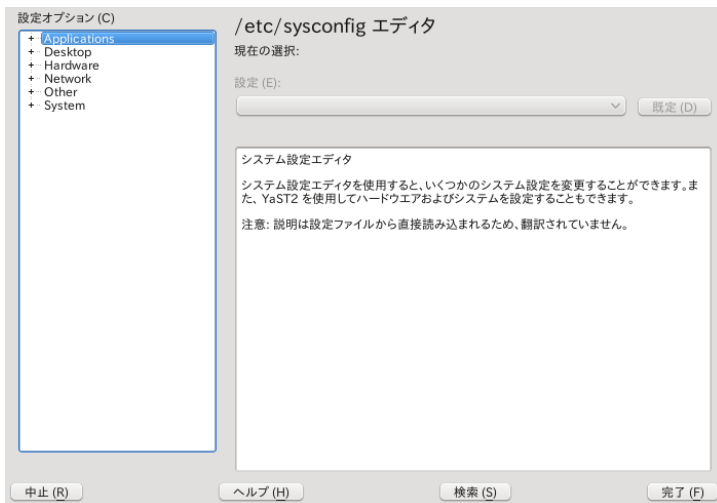 設定オプション (C)
Applications
Desktop
Hardware
Network
Other
System
/etc/sysconfig エディタ
現在の選択:
設定 (E):
既定 (D)
システム設定エディタ
システム設定エディタを使用すると、いくつかのシステム設定を変更することができます。ま
た、YaST2 を使用してハードウエアおよびシステムを設定することもできます。
注意: 説明は設定ファイルから直接読み込まれるため、翻訳されていません。
中止 (R)
ヘルプ (H)
検索 (S)
完了 (F)